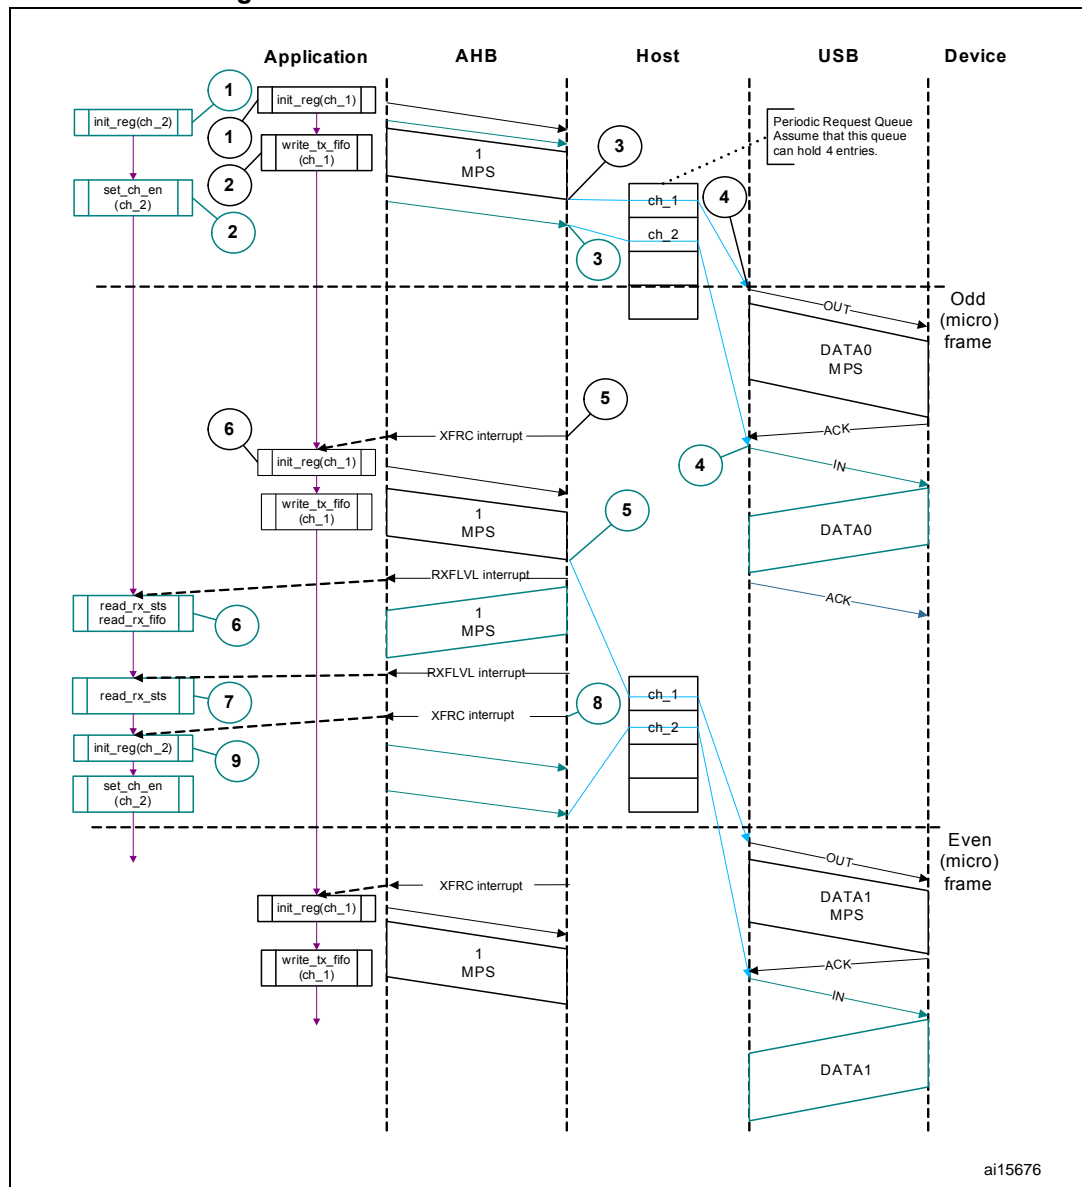 g
Application
AHB
Host
USB
Device
1
init_reg(ch_1)
init_reg(ch_2)
1
Periodic Request Queue
Assume that this queue
can hold 4 entries.
write_tx_fifo
(ch_1)
1
MPS
3
2
set_ch_en
(ch_2)
ch_1
4
2
ch_2
3
Odd
(micro)
frame
OUT
DATA0
MPS
5
ACK
6
XFRC interrupt
init_reg(ch_1)
4
IN
write_tx_fifo
(ch_1)
1
MPS
5
DATA0
RXFLVL interrupt
ACK
read_rx_sts
read_rx_fifo
6
1
MPS
RXFLVL interrupt
read_rx_sts
7
ch_1
8
XFRC interrupt
ch_2
init_reg(ch_2)
9
set_ch_en
(ch_2)
Even
(micro)
frame
OUT
XFRC interrupt
DATA1
MPS
init_reg(ch_1)
write_tx_fifo
(ch_1)
1
MPS
ACK
IN
DATA1
ai15676